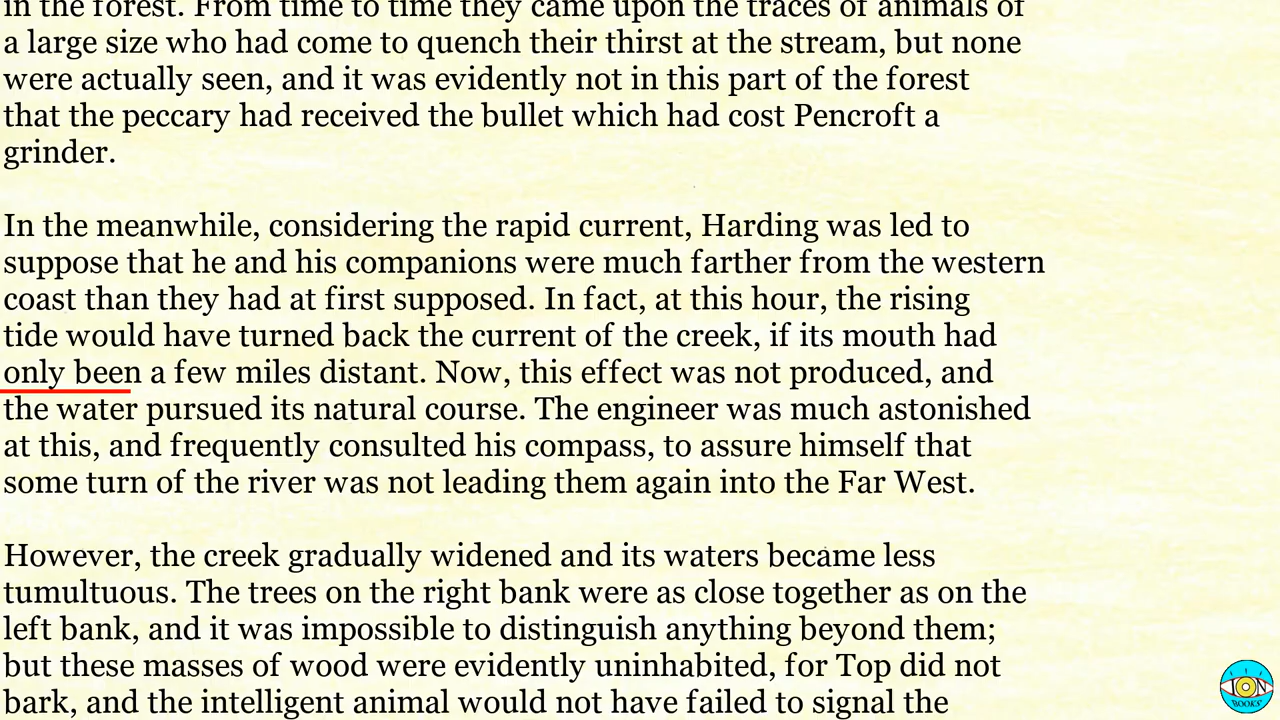 in the forest. From time to time they came upon the traces of animals of
a large size who had come to quench their thirst at the stream, but none
were actually seen, and it was evidently not in this part of the forest
that the peccary had received the bullet which had cost Pencroft a
grinder.
In the meanwhile, considering the rapid current, Harding was led to
suppose that he and his companions were much farther from the western
coast than they had at first supposed. In fact, at this hour, the rising
tide would have turned back the current of the creek, if its mouth had
only been a few miles distant. Now, this effect was not produced, and
the water pursued its natural course. The engineer was much astonished
at this, and frequently consulted his compass, to assure himself that
some turn of the river was not leading them again into the Far West.
However, the creek gradually widened and its waters became less
tumultuous. The trees on the right bank were as close together as on the
left bank, and it was impossible to distinguish anything beyond them;
but these masses of wood were evidently uninhabited, for Top did not
bark, and the intelligent animal would not have failed to signal the
ION
BOOKS